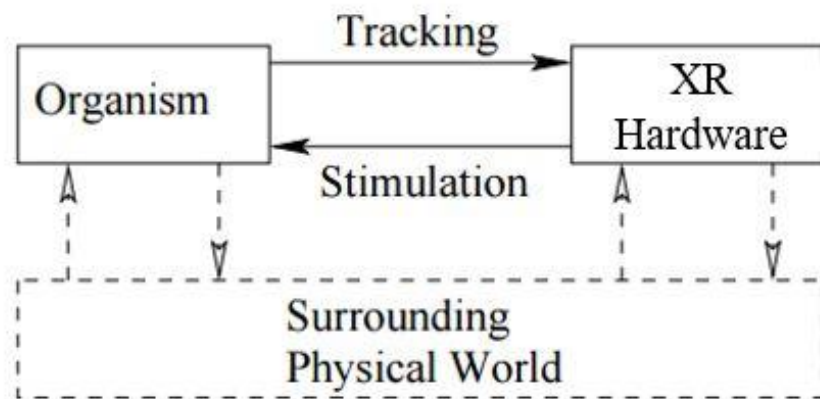 Tracking
Organism
XR
Hardware
Stimulation
Surrounding
Physical World